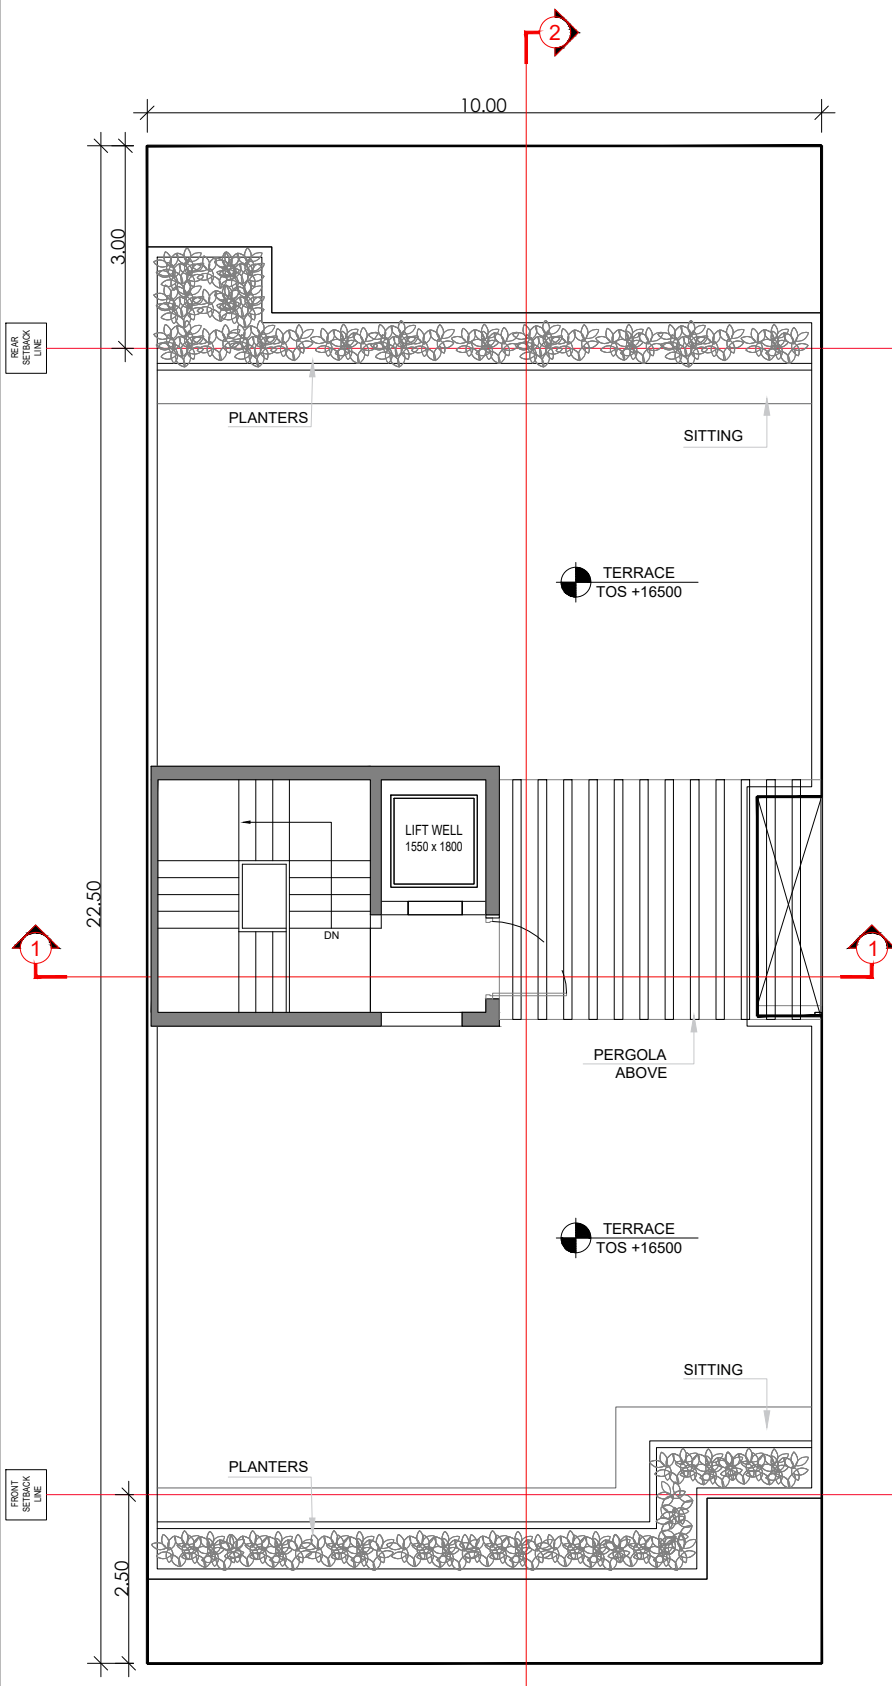 2
10.00
3.00
REAR
SETBACK
LINE
PLANTERS
SITTING
TERRACE
TOS +16500
LIFT WELL
1550 x 1800
22.50
DN
1
1
PERGOLA
ABOVE
TERRACE
TOS +16500
SITTING
PLANTERS
FRONT
SETBACK
LINE
2.50